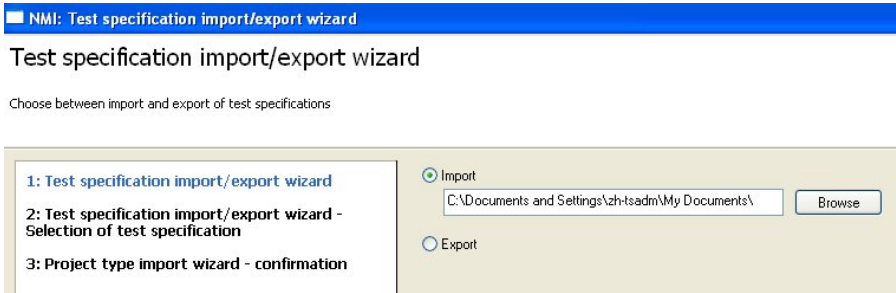 NMI: Test specification import/export wizard
Test specification import/export wizard
Choose between import and export of test specifications
1: Test specification import/export wizard
2: Test specification import/export wizard -
Selection of test specification
3: Project type import wizard - confirmation
Import
C:\Documents and Settings\zh-tsadm\My Documents\
Browse
Export